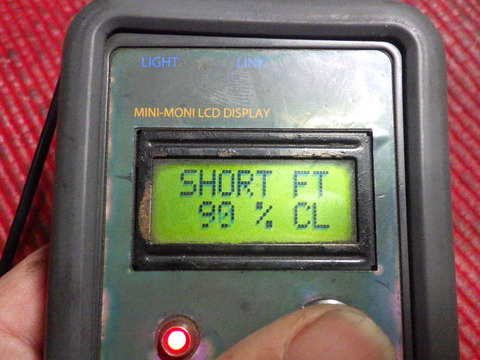 LIGHT LINK
MINI-MONI LCD DISPLAY
SHORT FT
90 % CL